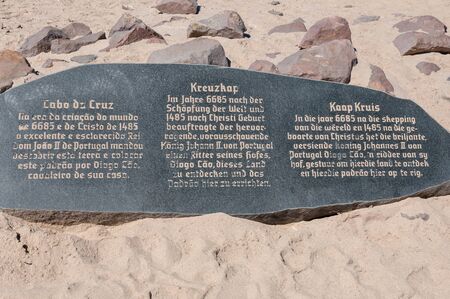 Cabo dz Cruz
Na era da criação do mundo
de 6685 e de Cristo de 1485
o excelente e esclarecido Rei
Dom João II de Portugal mandou
descobrir esta terra e colocar
este padrão por Diogo Cão,
cavaleiro de sua casa.
Kreuzkap
Im Jahre 6685 nach der
Schöpfung der Welt und
1485 nach Christi Geburt
beauftragte der hervor-
ragende, vorausschauende
König Johann II. von Portugal
einen Ritter seines Hofes,
Diogo Cão, dieses Land
zu entdecken und das
Padrão hier zu errichten.
Kaap Kruis
In die jaar 6685 na die skepping
van die wêreld en 1485 na die ge-
boorte van Christus het die briljante,
versiende koning Johannes II van
Portugal Diogo Cão, 'n ridder van sy
hof, gestuur om hierdie land te ontdek
en hierdie padrão hier op te rig.